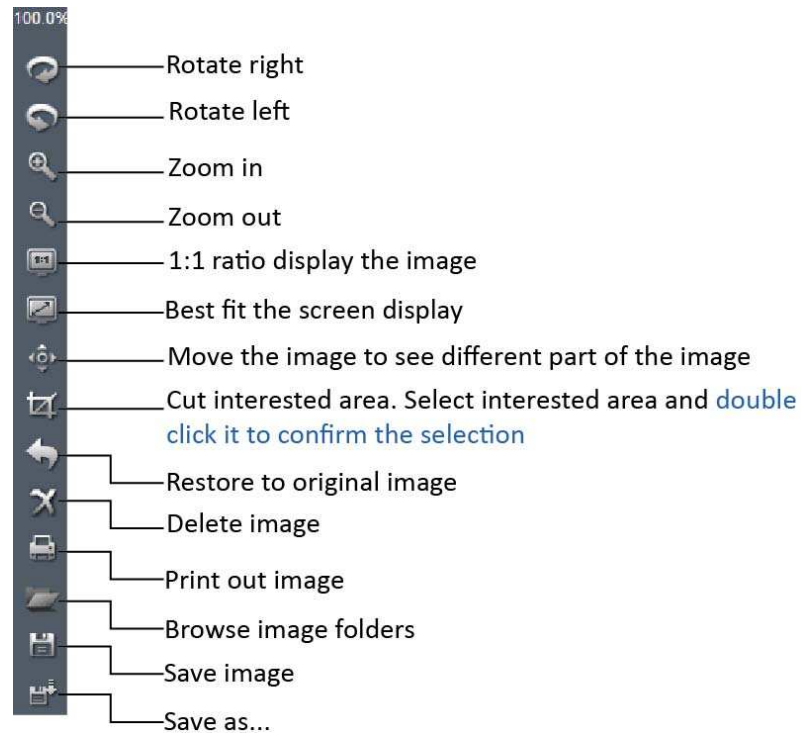 100.0%
Rotate right
Rotate left
Zoom in
Zoom out
1:1
1:1 ratio display the image
Best fit the screen display
Move the image to see different part of the image
Cut interested area. Select interested area and double
click it to confirm the selection
Restore to original image
Delete image
Print out image
Browse image folders
Save image
Save as...